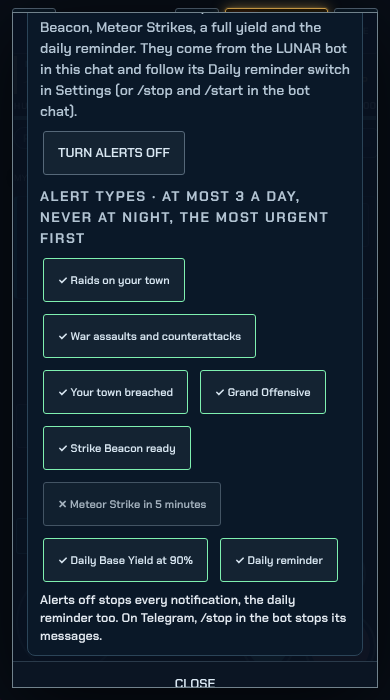 Beacon, Meteor Strikes, a full yield and the
daily reminder. They come from the LUNAR bot
in this chat and follow its Daily reminder switch
in Settings (or /stop and /start in the bot
chat).
TURN ALERTS OFF
ALERT TYPES · AT MOST 3 A DAY,
NEVER AT NIGHT, THE MOST URGENT
FIRST
✓ Raids on your town
✓ War assaults and counterattacks
✓ Your town breached
✓ Grand Offensive
✓ Strike Beacon ready
✕ Meteor Strike in 5 minutes
✓ Daily Base Yield at 90%
✓ Daily reminder
Alerts off stops every notification, the daily
reminder too. On Telegram, /stop in the bot stops its
messages.
CLOSE